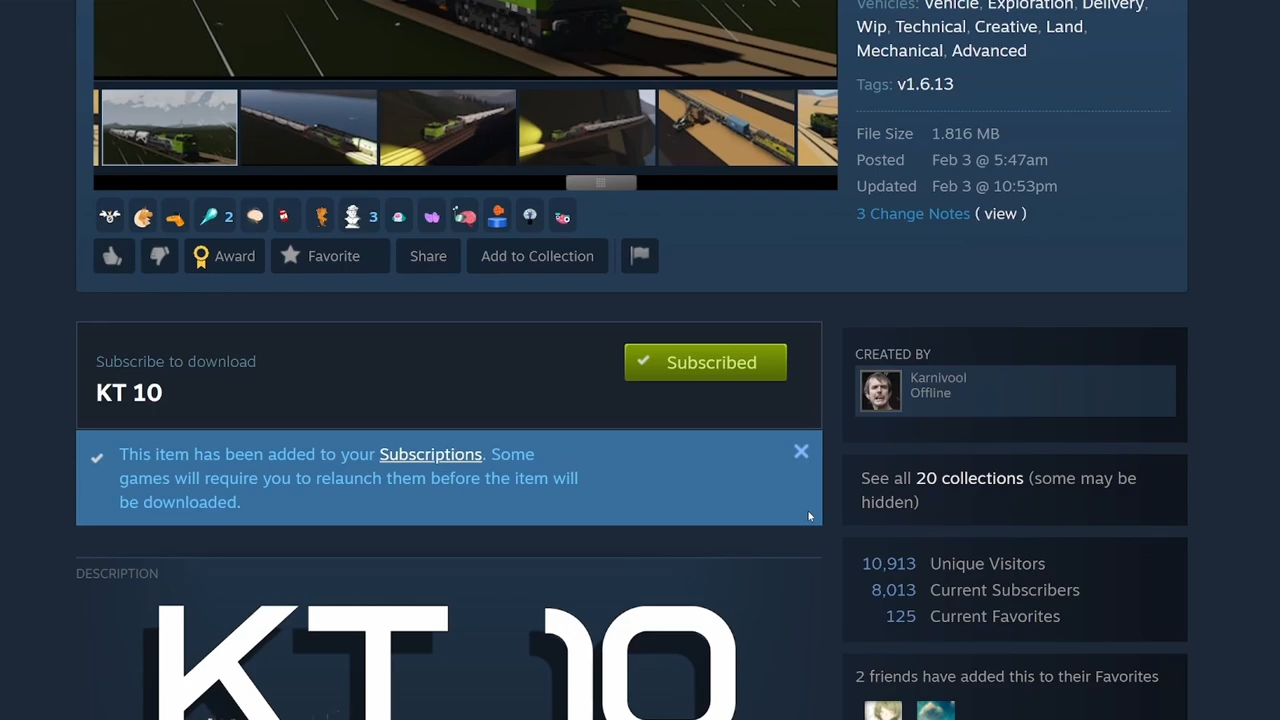 Vehicles: Vehicle, Exploration, Delivery,
Wip, Technical, Creative, Land,
Mechanical, Advanced
Tags: v1.6.13
File Size 1.816 MB
Posted Feb 3 @ 5:47am
Updated Feb 3 @ 10:53pm
3 Change Notes ( view )
2
3
Award
Favorite
Share
Add to Collection
Subscribe to download
KT 10
Subscribed
This item has been added to your Subscriptions. Some
games will require you to relaunch them before the item will
be downloaded.
DESCRIPTION
KT 10
CREATED BY
Karnivool
Offline
See all 20 collections (some may be
hidden)
10,913 Unique Visitors
8,013 Current Subscribers
125 Current Favorites
2 friends have added this to their Favorites